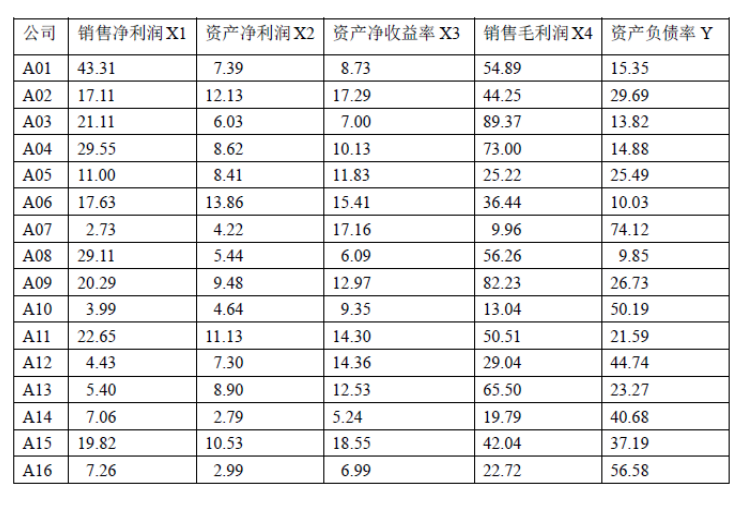 公司 销售净利润X1 资产净利润X2 资产净收益率X3 销售毛利润X4 资产负债率 Y
A01 43.31 7.39 8.73 54.89 15.35
A02 17.11 12.13 17.29 44.25 29.69
A03 21.11 6.03 7.00 89.37 13.82
A04 29.55 8.62 10.13 73.00 14.88
A05 11.00 8.41 11.83 25.22 25.49
A06 17.63 13.86 15.41 36.44 10.03
A07 2.73 4.22 17.16 9.96 74.12
A08 29.11 5.44 6.09 56.26 9.85
A09 20.29 9.48 12.97 82.23 26.73
A10 3.99 4.64 9.35 13.04 50.19
A11 22.65 11.13 14.30 50.51 21.59
A12 4.43 7.30 14.36 29.04 44.74
A13 5.40 8.90 12.53 65.50 23.27
A14 7.06 2.79 5.24 19.79 40.68
A15 19.82 10.53 18.55 42.04 37.19
A16 7.26 2.99 6.99 22.72 56.58